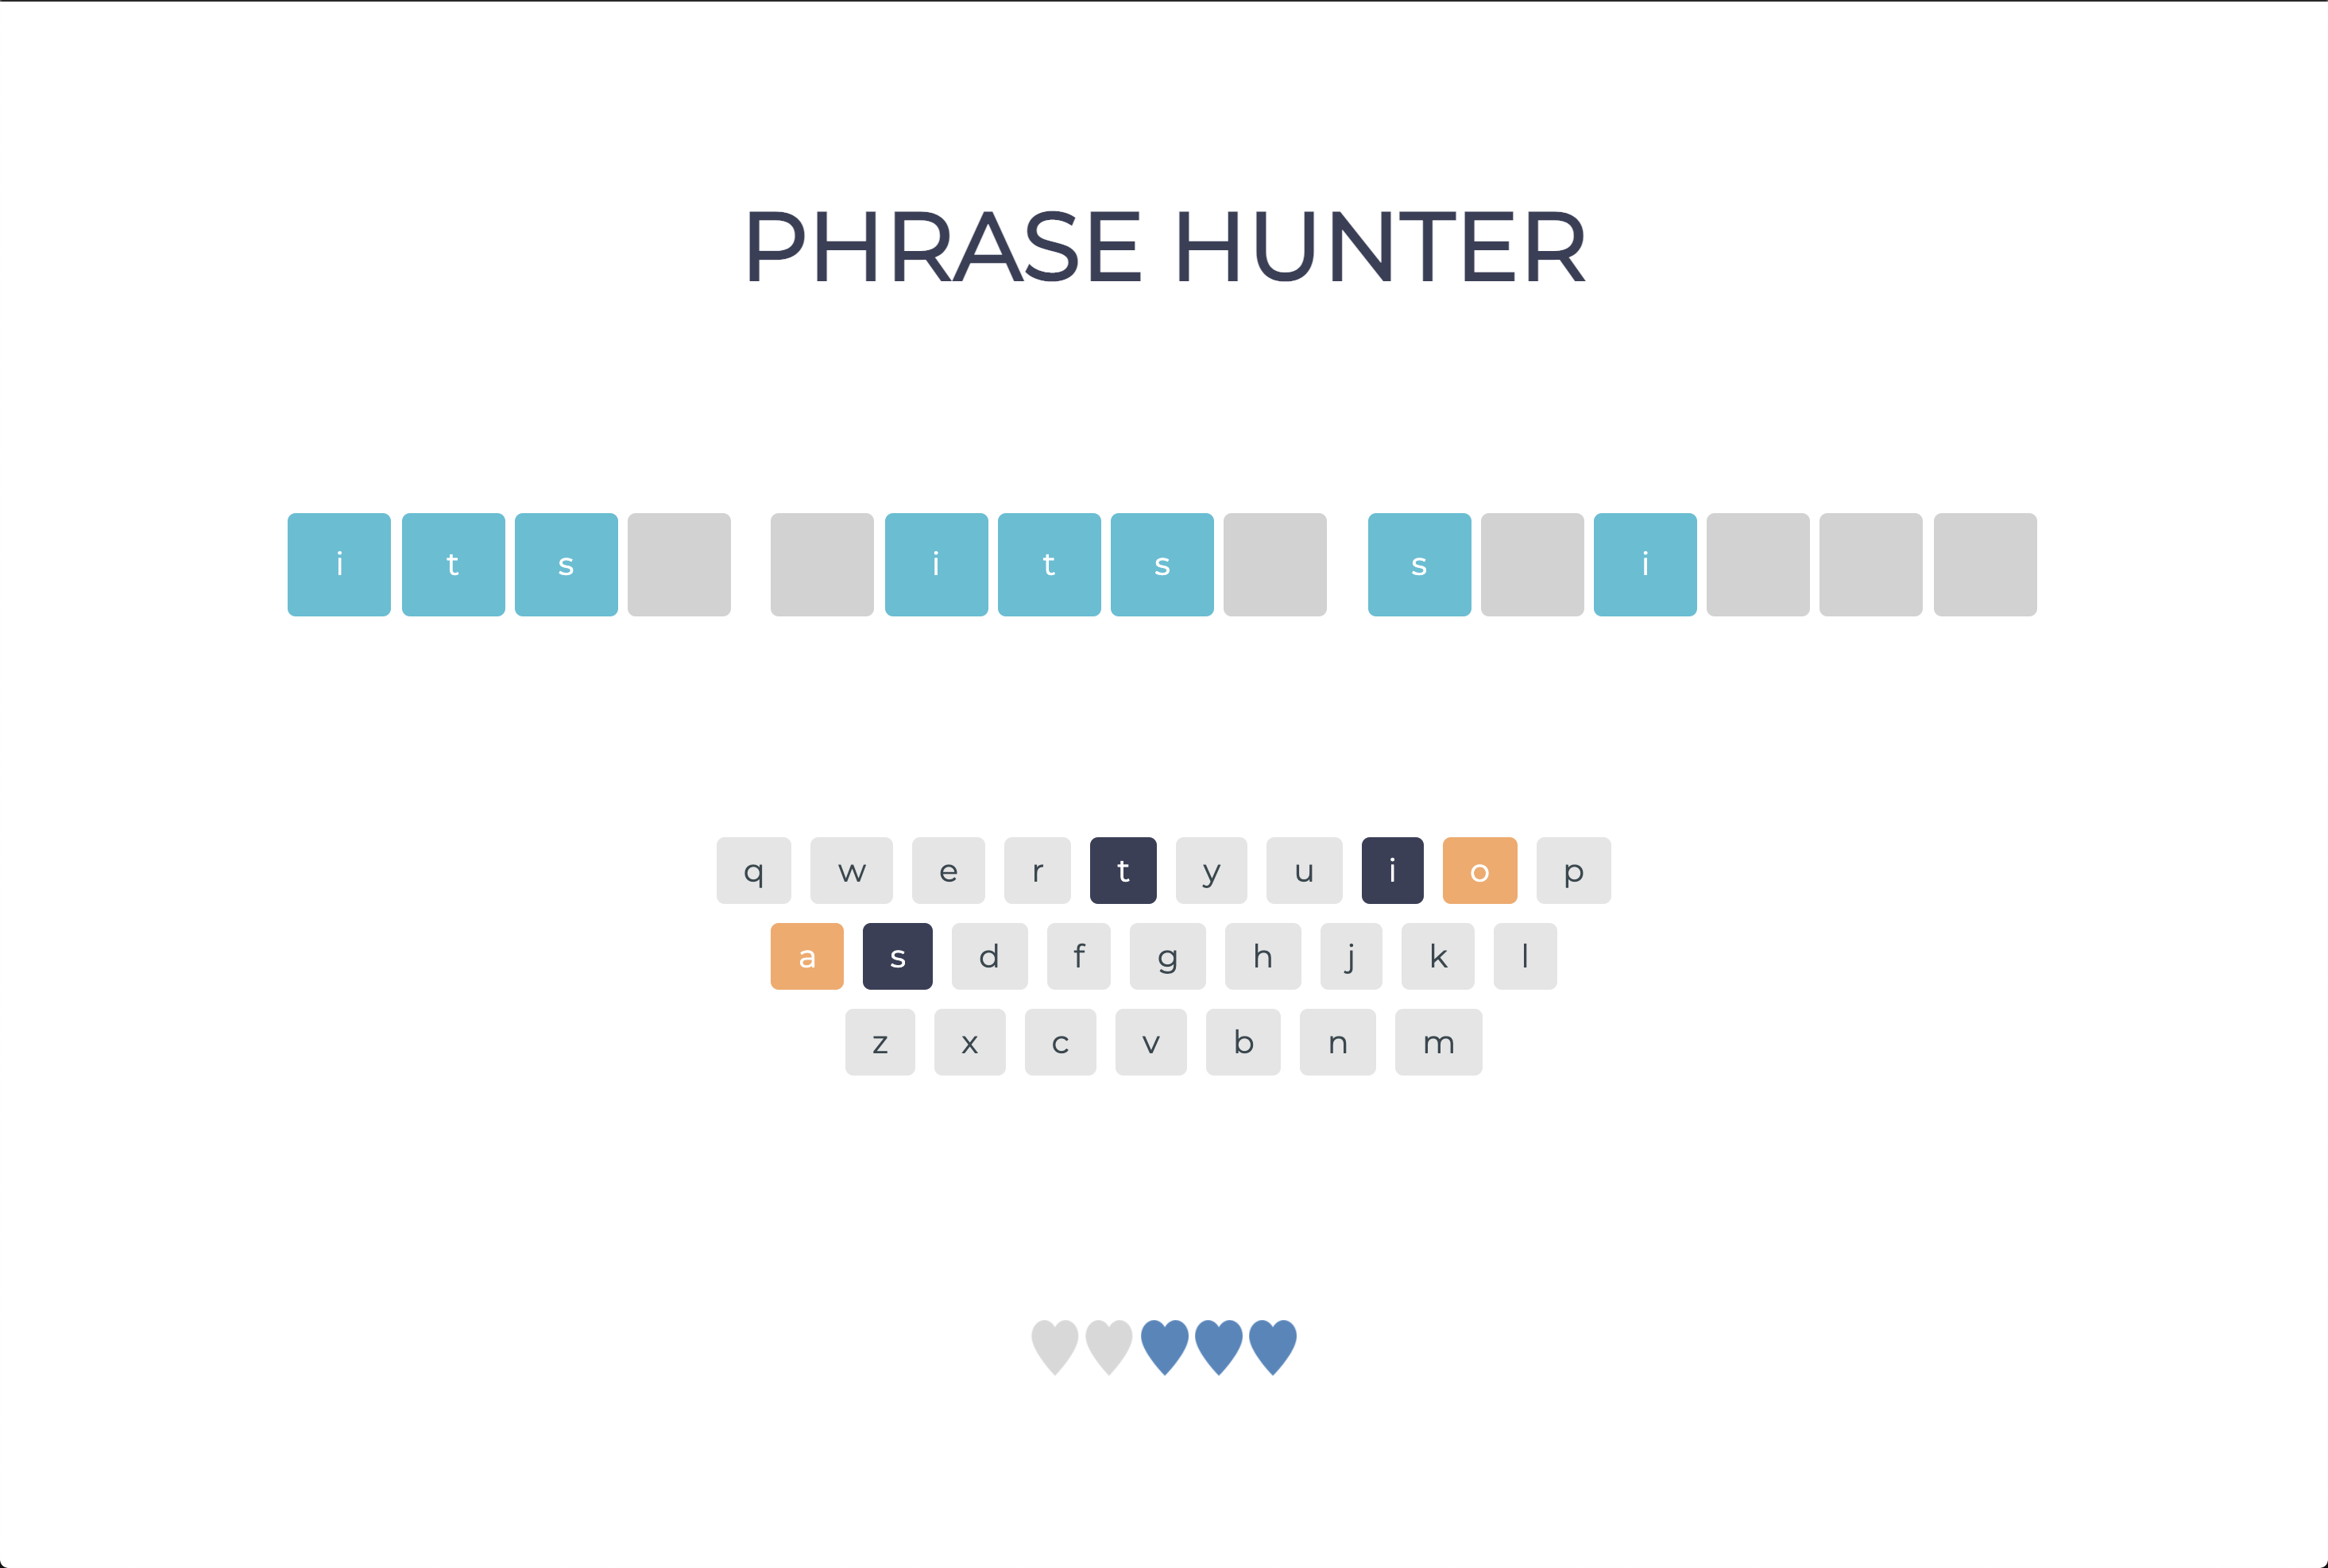 PHRASE HUNTER
i t s i t s s i
q w e r t y u i o p
a s d f g h j k l
z x c v b n m